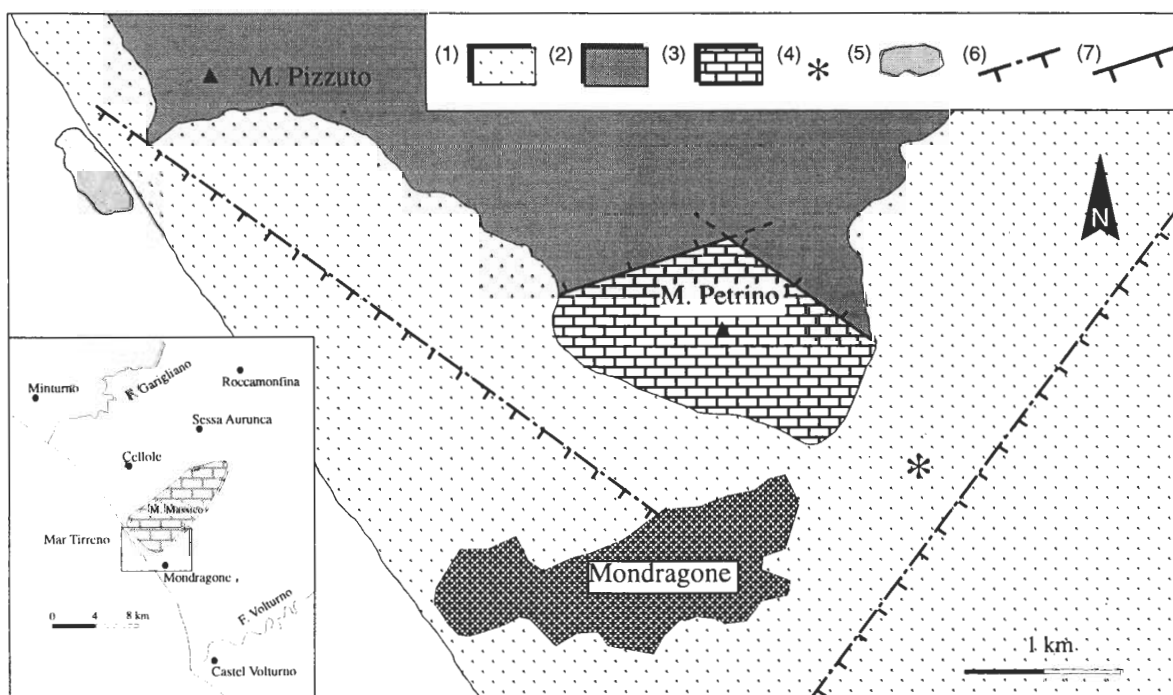 (1) (2) (3) (4) (5) (6) (7)
M. Pizzuto
N
M. Petrino
Mondragone
1 km
Minturno
F. Garigliano
Roccamonfina
Sessa Aurunca
Cellole
M. Massico
Mar Tirreno
Mondragone
0 4 8 km
F. Volturno
Castel Volturno